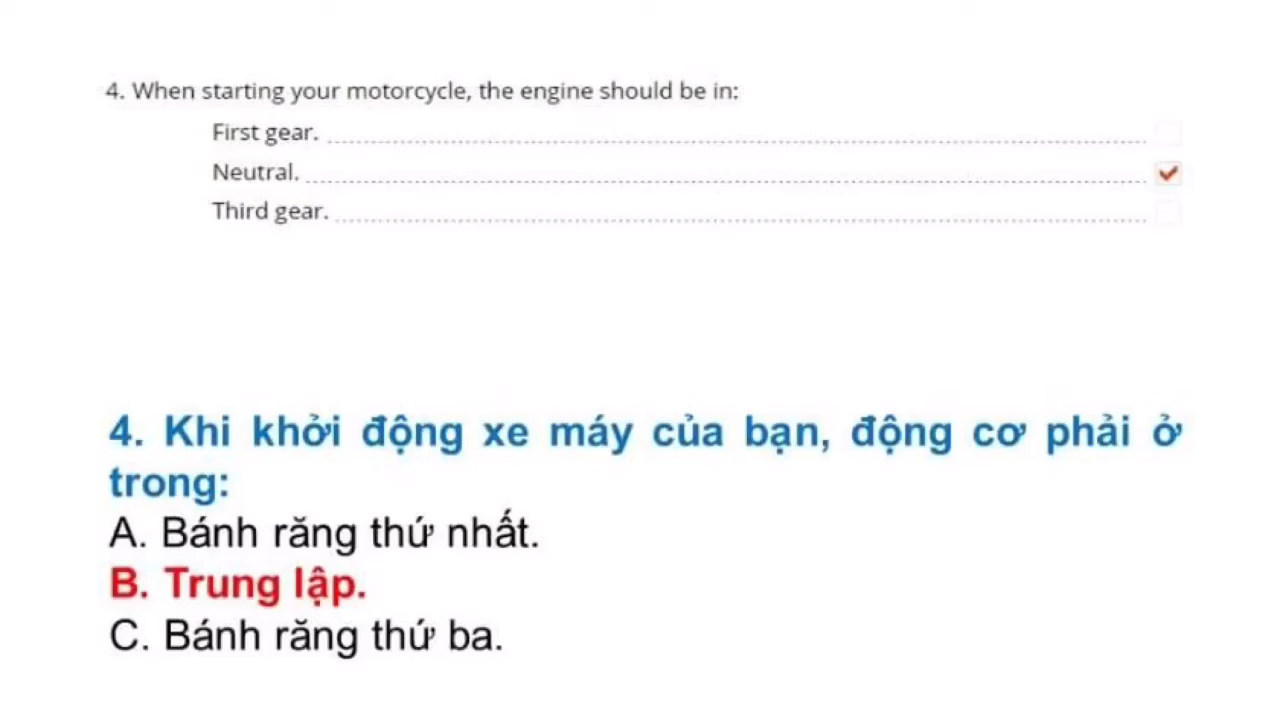 4. When starting your motorcycle, the engine should be in:
First gear.
Neutral.
Third gear.
4. Khi khởi động xe máy của bạn, động cơ phải ở
trong:
A. Bánh răng thứ nhất.
B. Trung lập.
C. Bánh răng thứ ba.